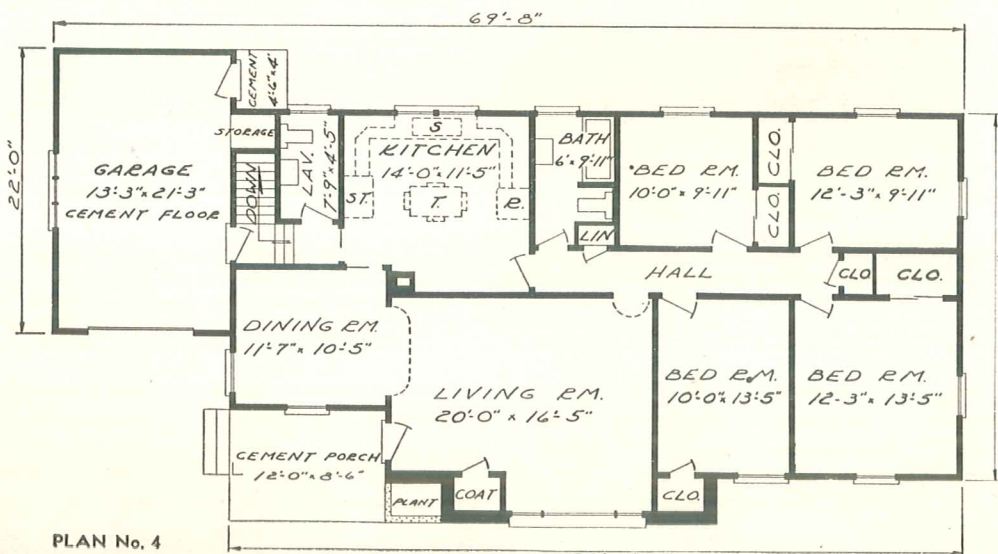 69'-8"
22'-0"
CEMENT
4'-6" x 4'
STORAGE
GARAGE
13'-3" x 21'-3"
CEMENT FLOOR
DOWN
LAV.
7'-9" x 4'-5"
S
KITCHEN
14'-0" x 11'-5"
ST.
T.
R.
BATH
6' x 9'-11"
LIN
BED RM.
10'-0" x 9'-11"
CLO.
CLO.
BED RM.
12'-3" x 9'-11"
HALL
CLO
CLO.
DINING RM.
11'-7" x 10'-5"
LIVING RM.
20'-0" x 16'-5"
BED RM.
10'-0" x 13'-5"
BED RM.
12'-3" x 13'-5"
CEMENT PORCH
12'-0" x 8'-6"
PLANT
COAT
CLO.
PLAN No. 4